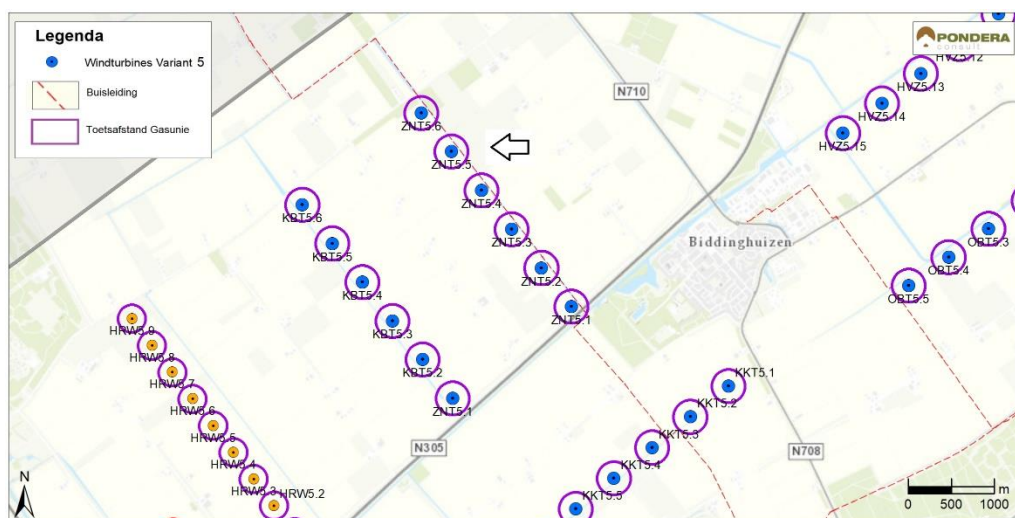 Legenda
Windturbines Variant 5
Buisleiding
Toetsafstand Gasunie
PONDERA
consult
HVZ5.12
HVZ5.13
HVZ5.14
HVZ5.15
N710
ZNT5.6
ZNT5.5
ZNT5.4
ZNT5.3
ZNT5.2
ZNT5.1
KBT5.6
KBT5.5
KBT5.4
KBT5.3
KBT5.2
ZNT5.1
Biddinghuizen
OBT5.3
OBT5.4
OBT5.5
HRW5.9
HRW5.8
HRW5.7
HRW5.6
HRW5.5
HRW5.4
HRW5.3
HRW5.2
KKT5.1
KKT5.2
KKT5.3
KKT5.4
KKT5.5
N305
N708
N
0 500 1000 m